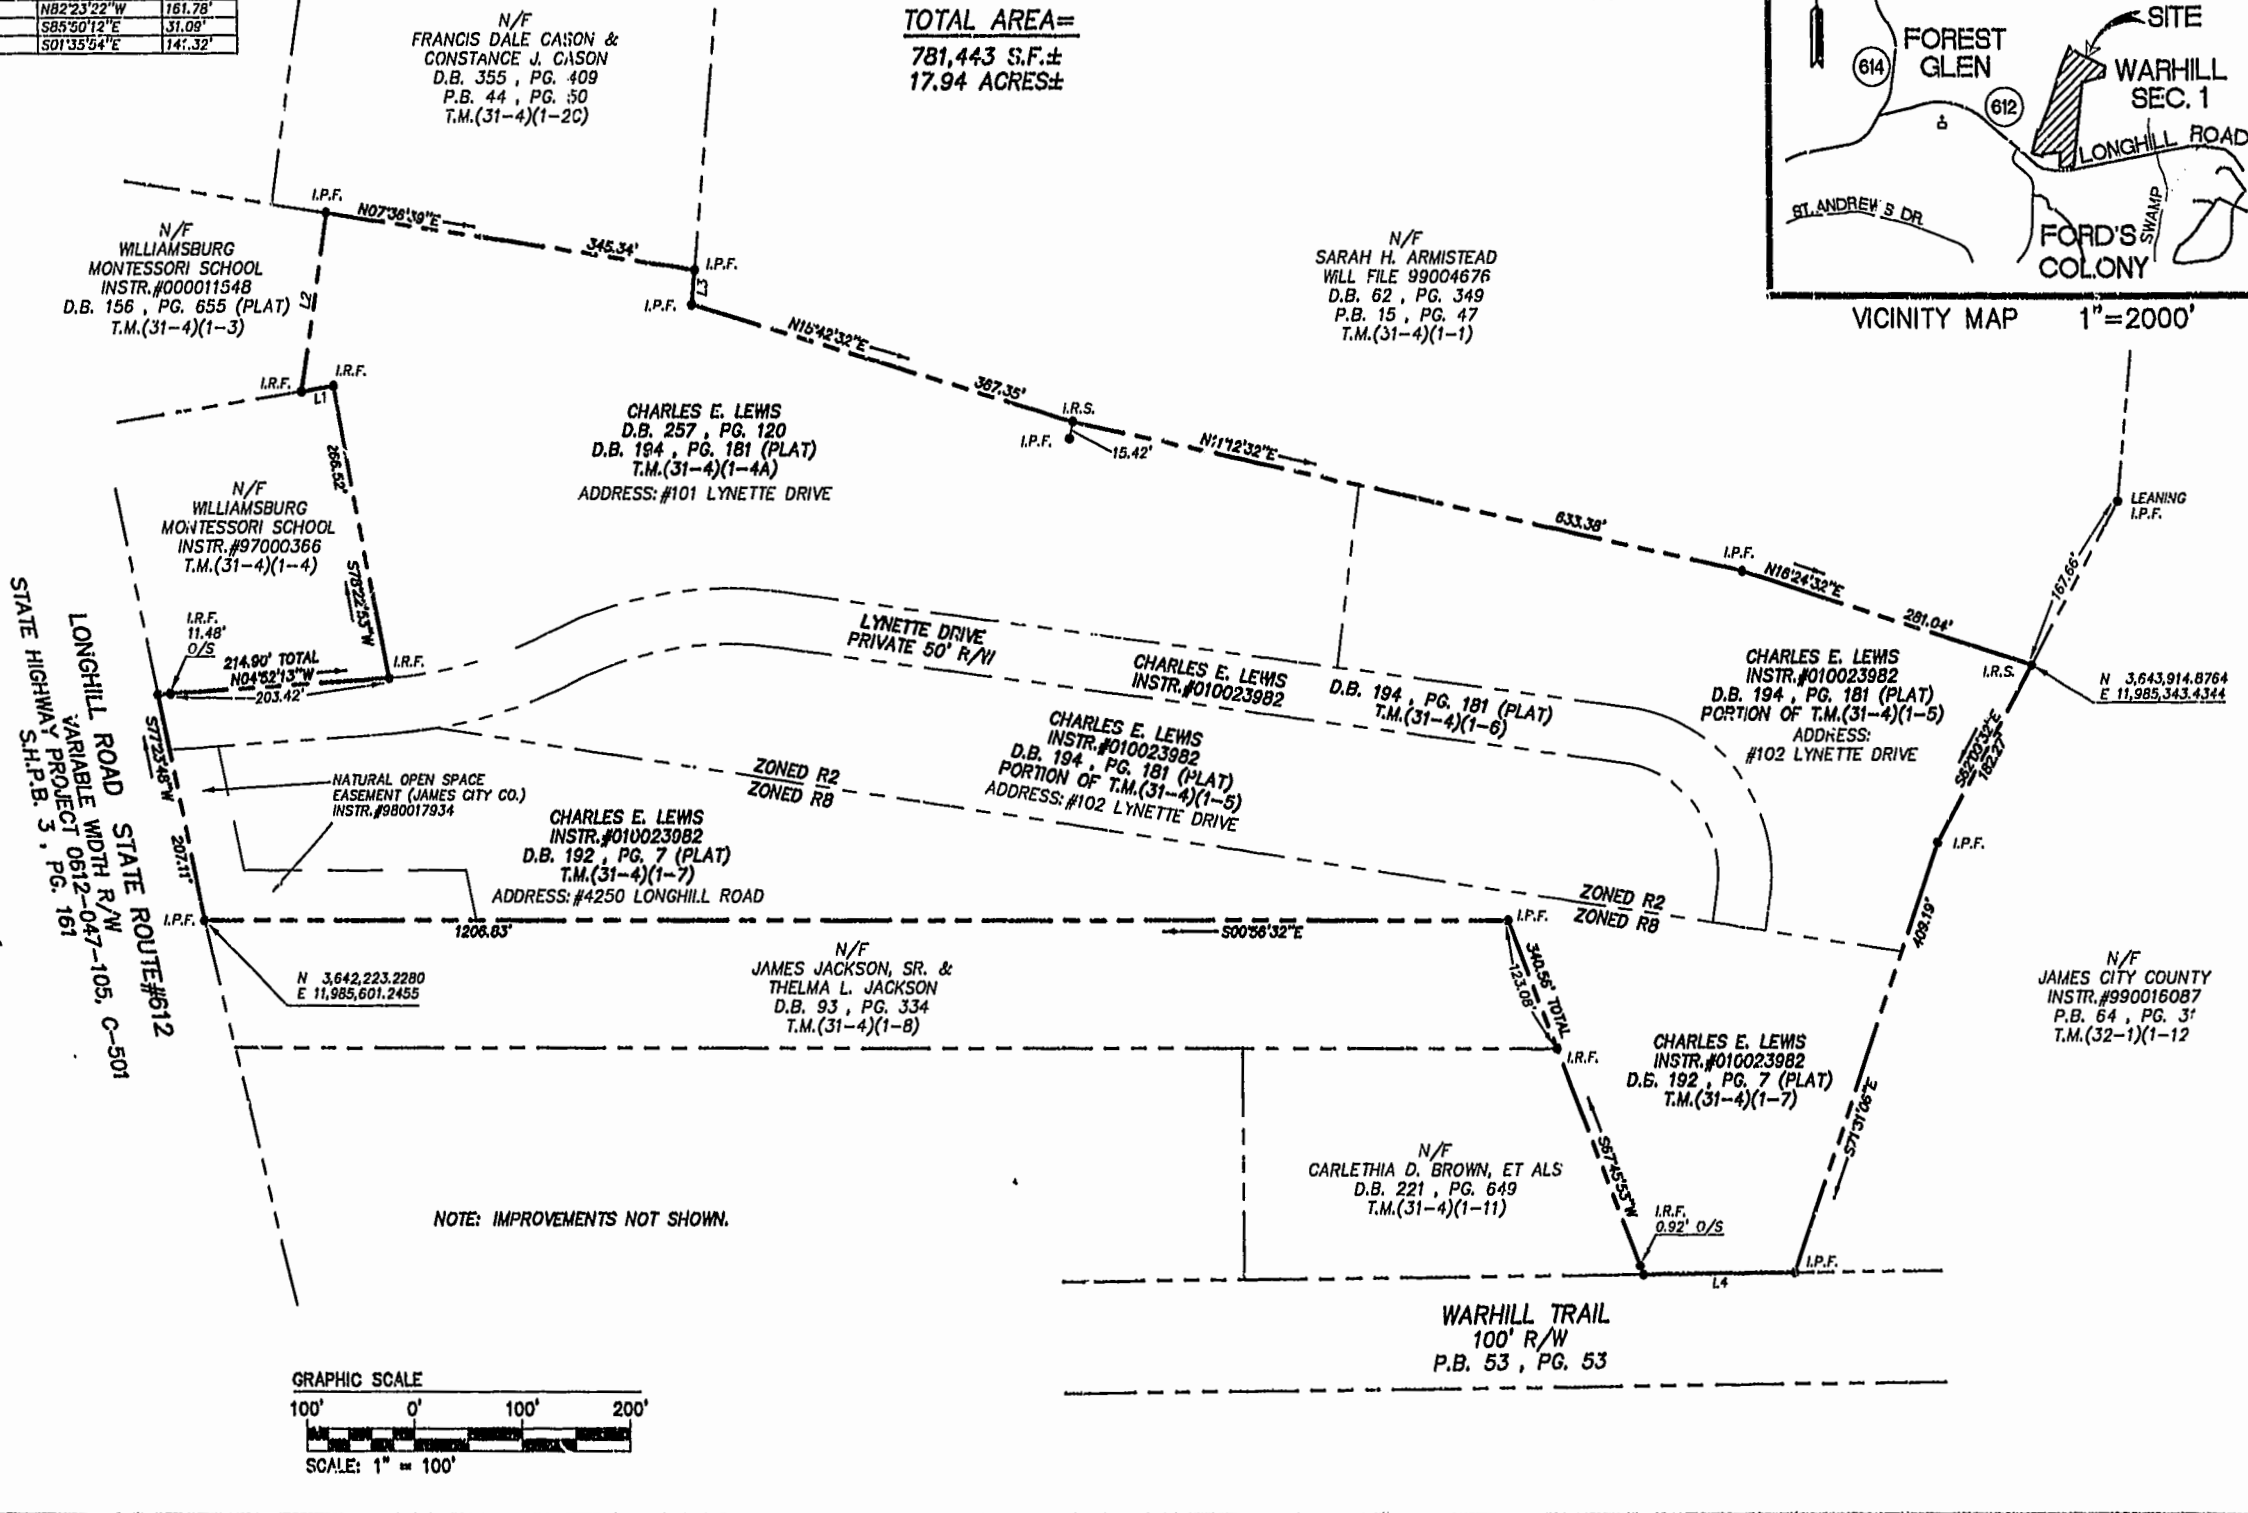 N82°23'22"W 161.78'
S85°50'12"E 31.09'
S01°35'54"E 141.32'
N/F
FRANCIS DALE CASON &
CONSTANCE J. CASON
D.B. 355 , PG. 409
P.B. 44 , PG. 50
T.M.(31-4)(1-2C)
TOTAL AREA=
781,443 S.F.±
17.94 ACRES±
SITE
614
FOREST
GLEN
612
WARHILL
SEC. 1
LONGHILL ROAD
ST. ANDREW'S DR.
SWAMP
FORD'S
COLONY
VICINITY MAP 1"=2000'
N/F
WILLIAMSBURG
MONTESSORI SCHOOL
INSTR.#000011548
D.B. 156 , PG. 655 (PLAT)
T.M.(31-4)(1-3)
I.P.F.
N07°36'39"E
345.34'
I.P.F.
L2
L3
I.P.F.
N/F
SARAH H. ARMISTEAD
WILL FILE 99004676
D.B. 62 , PG. 349
P.B. 15 , PG. 47
T.M.(31-4)(1-1)
N15°42'32"E
367.35'
I.R.F.
I.R.F.
L1
I.R.S.
I.P.F.
15.42'
N11°12'32"E
633.38'
CHARLES E. LEWIS
D.B. 257 , PG. 120
D.B. 194 , PG. 181 (PLAT)
T.M.(31-4)(1-4A)
ADDRESS: #101 LYNETTE DRIVE
266.52'
S78°22'53"W
N/F
WILLIAMSBURG
MONTESSORI SCHOOL
INSTR.#97000366
T.M.(31-4)(1-4)
LEANING
I.P.F.
167.66'
I.P.F.
N16°24'32"E
281.04'
I.R.S.
N 3,643,914.8764
E 11,985,343.4344
I.R.F.
11.48'
O/S
214.90' TOTAL
N04°52'13"W
203.42'
I.R.F.
LYNETTE DRIVE
PRIVATE 50' R/W
CHARLES E. LEWIS
INSTR.#010023982
D.B. 194 , PG. 181 (PLAT)
T.M.(31-4)(1-6)
CHARLES E. LEWIS
INSTR.#010023982
D.B. 194 , PG. 181 (PLAT)
PORTION OF T.M.(31-4)(1-5)
ADDRESS:
#102 LYNETTE DRIVE
CHARLES E. LEWIS
INSTR.#010023982
D.B. 194 , PG. 181 (PLAT)
PORTION OF T.M.(31-4)(1-5)
ADDRESS: #102 LYNETTE DRIVE
S62°00'32"E
182.27'
I.P.F.
S77°23'48"W
207.11'
LONGHILL ROAD STATE ROUTE #612
VARIABLE WIDTH R/W
STATE HIGHWAY PROJECT 0612-047-105, C-501
S.H.P.B. 3 , PG. 161
NATURAL OPEN SPACE
EASEMENT (JAMES CITY CO.)
INSTR.#980017934
ZONED R2
ZONED R8
CHARLES E. LEWIS
INSTR.#010023982
D.B. 192 , PG. 7 (PLAT)
T.M.(31-4)(1-7)
ADDRESS: #4250 LONGHILL ROAD
ZONED R2
ZONED R8
I.P.F.
1206.83'
S00°56'32"E
I.P.F.
N 3,642,223.2280
E 11,985,601.2455
N/F
JAMES JACKSON, SR. &
THELMA L. JACKSON
D.B. 93 , PG. 334
T.M.(31-4)(1-8)
340.56' TOTAL
123.08'
I.R.F.
409.19'
S71°31'06"E
N/F
JAMES CITY COUNTY
INSTR.#990016087
P.B. 64 , PG. 31
T.M.(32-1)(1-12
CHARLES E. LEWIS
INSTR.#010023982
D.B. 192 , PG. 7 (PLAT)
T.M.(31-4)(1-7)
S67°45'53"W
N/F
CARLETHIA D. BROWN, ET ALS
D.B. 221 , PG. 649
T.M.(31-4)(1-11)
NOTE: IMPROVEMENTS NOT SHOWN.
I.R.F.
0.92' O/S
L4
I.P.F.
WARHILL TRAIL
100' R/W
P.B. 53 , PG. 53
GRAPHIC SCALE
100' 0' 100' 200'
SCALE: 1" = 100'